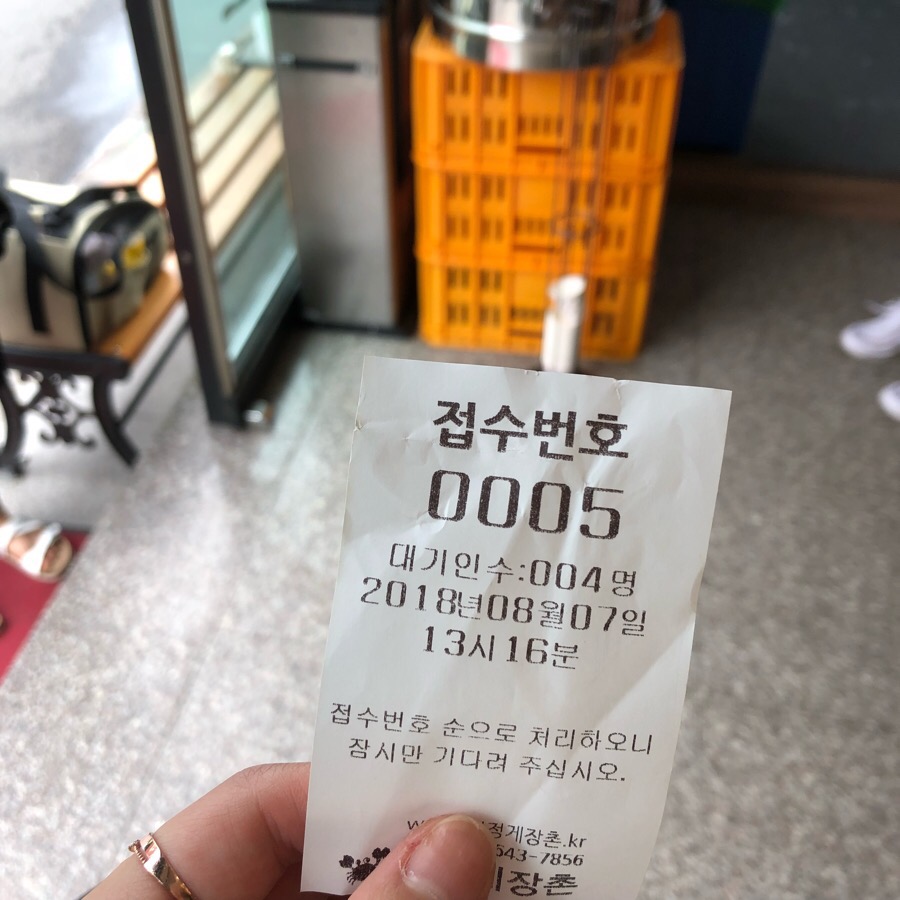 접수번호
0005
대기인수:004명
2018년08월07일
13시16분
접수번호 순으로 처리하오니
잠시만 기다려 주십시오.
정게장촌.kr
643-7856
장촌